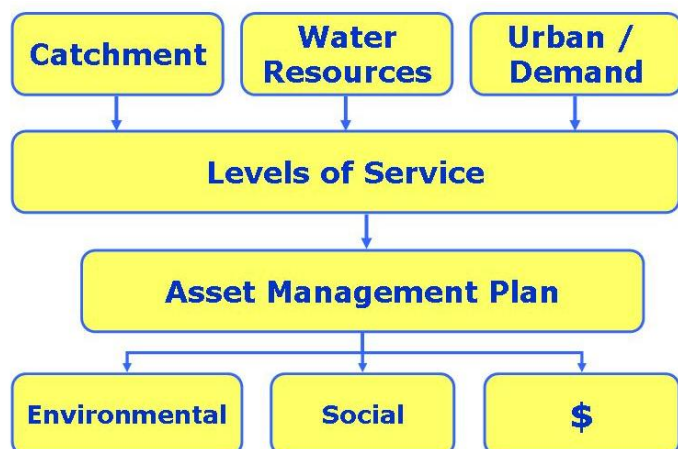 Catchment
Water
Resources
Urban /
Demand
Levels of Service
Asset Management Plan
Environmental
Social
$